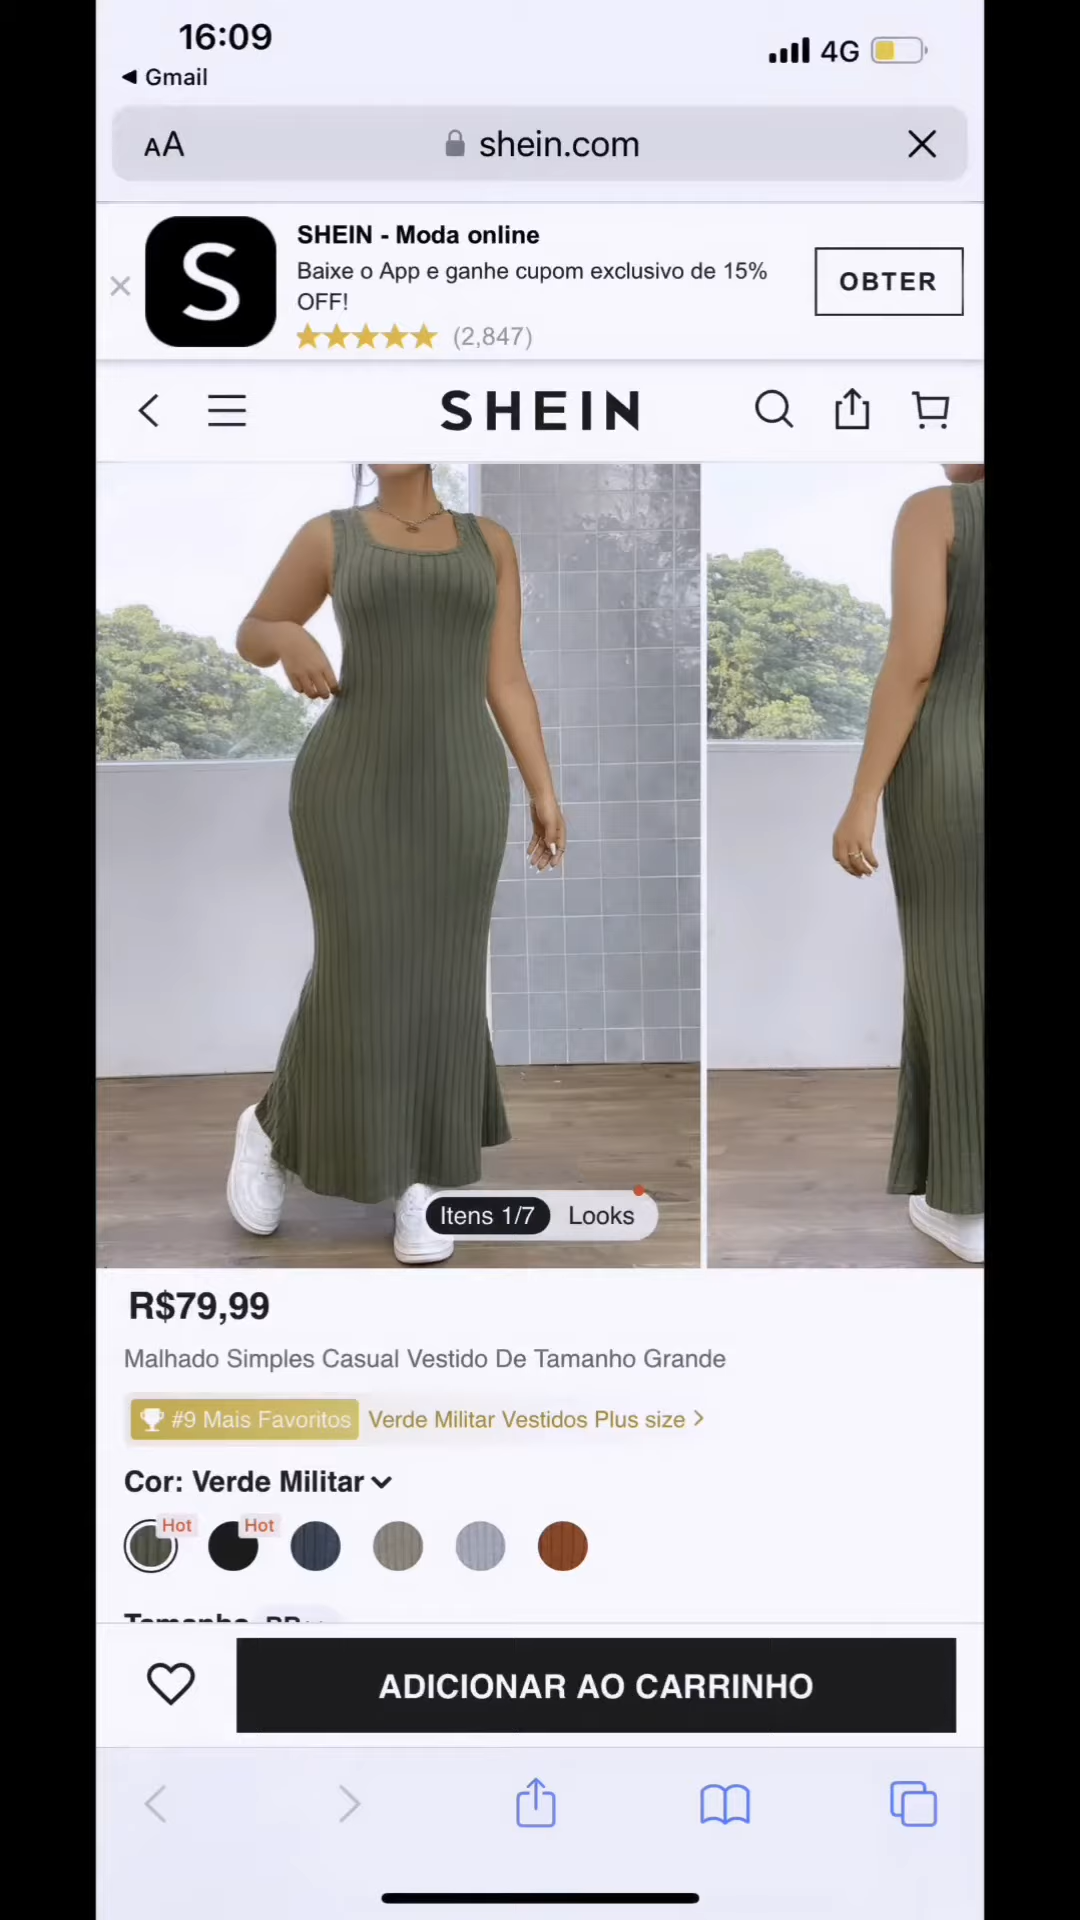 16:09
4G
Gmail
AA
shein.com
S
SHEIN - Moda online
Baixe o App e ganhe cupom exclusivo de 15%
OFF!
(2,847)
OBTER
SHEIN
Itens 1/7
Looks
R$79,99
Malhado Simples Casual Vestido De Tamanho Grande
#9 Mais Favoritos
Verde Militar Vestidos Plus size
Cor: Verde Militar
Hot
Hot
Tamanho
ADICIONAR AO CARRINHO